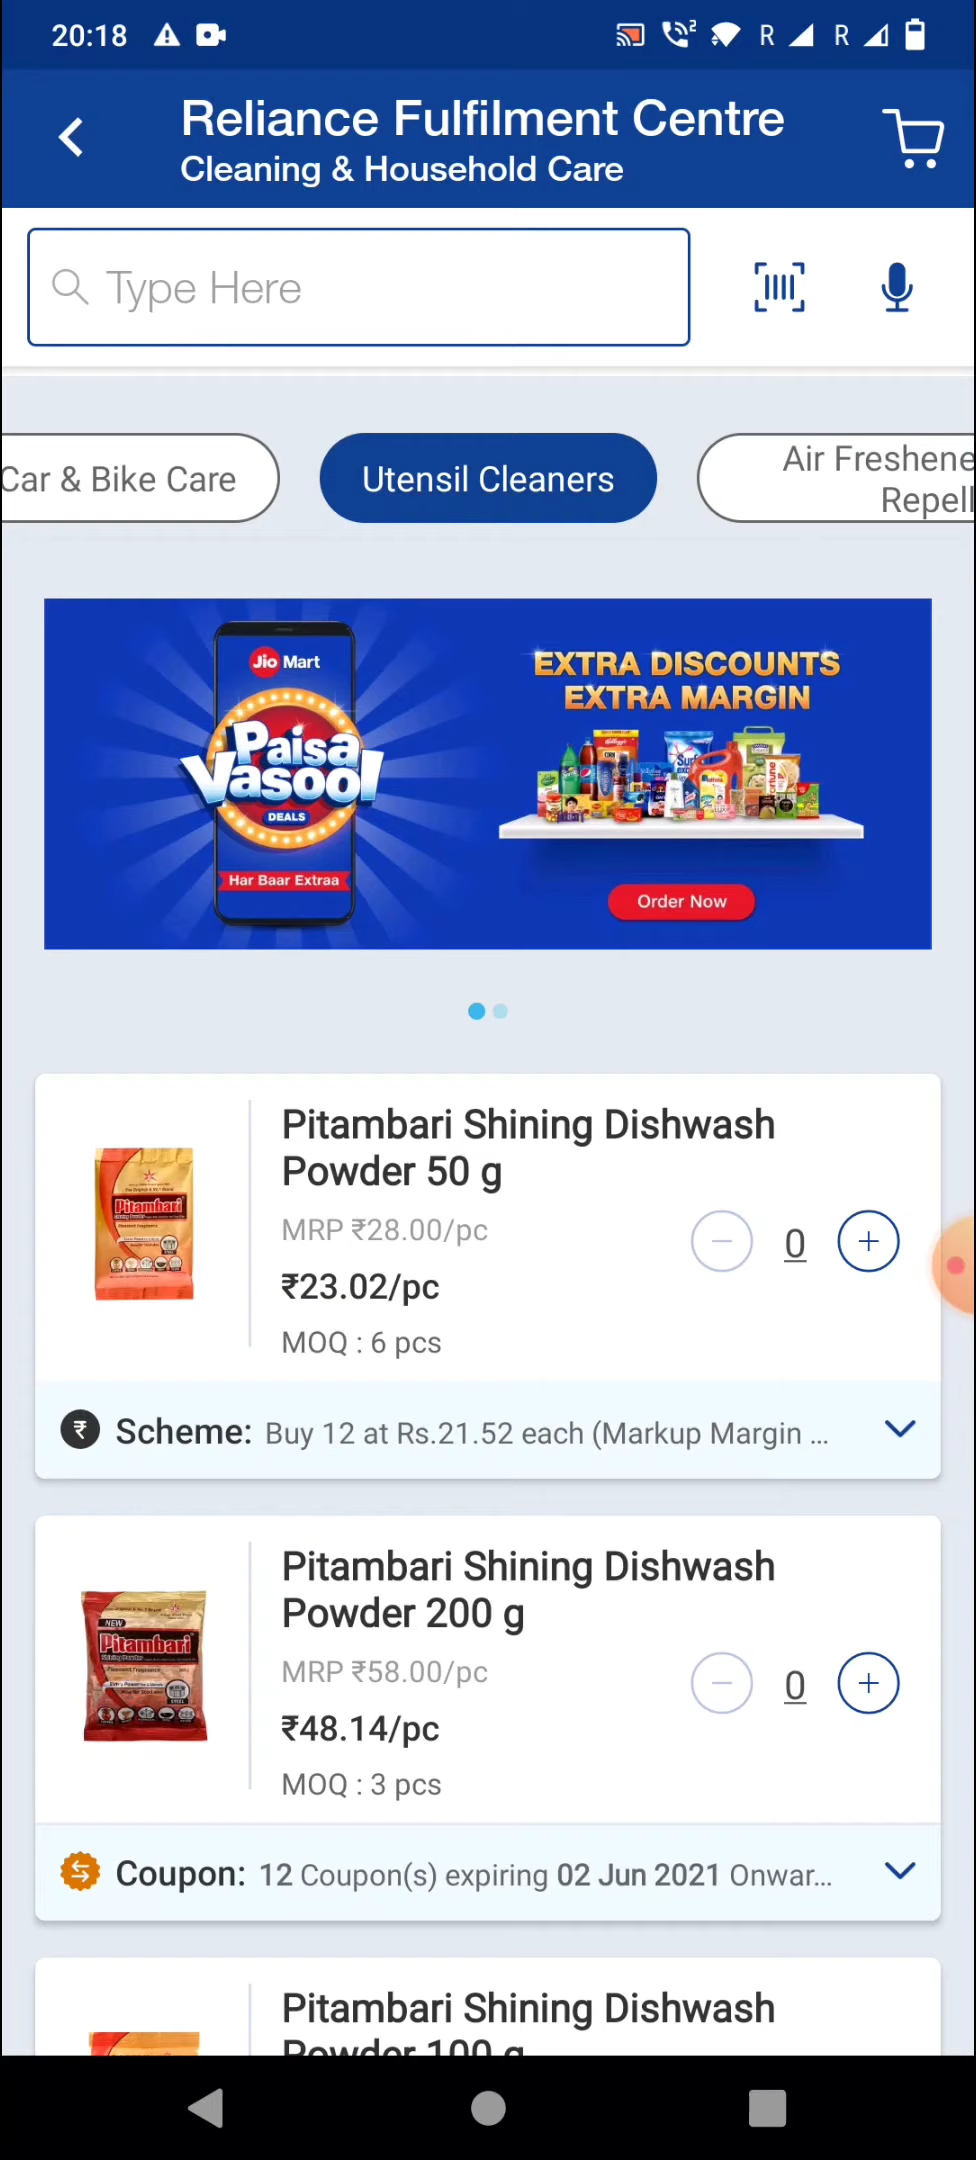 20:18
R R
Reliance Fulfilment Centre
Cleaning & Household Care
Type Here
Car & Bike Care
Utensil Cleaners
Air Freshene
Repell
Jio Mart
Paisa
Vasool
DEALS
Har Baar Extraa
EXTRA DISCOUNTS
EXTRA MARGIN
Order Now
Pitambari Shining Dishwash
Powder 50 g
MRP ₹28.00/pc
₹23.02/pc
MOQ : 6 pcs
0
Pitambari
Scheme: Buy 12 at Rs.21.52 each (Markup Margin ...
Pitambari Shining Dishwash
Powder 200 g
MRP ₹58.00/pc
₹48.14/pc
MOQ : 3 pcs
0
NEW
Pitambari
Coupon: 12 Coupon(s) expiring 02 Jun 2021 Onwar...
Pitambari Shining Dishwash
Powder 100 g